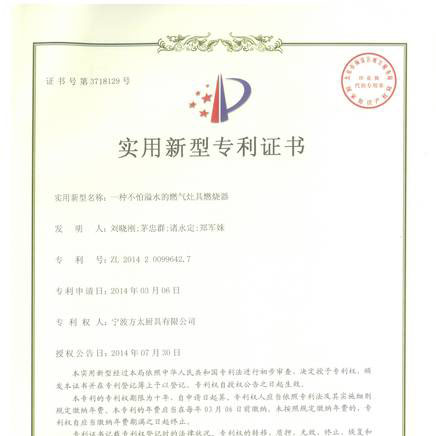 证书号第3718129号
实用新型专利证书
实用新型名称：一种不怕溢水的燃气灶具燃烧器
发 明 人：刘晓刚;茅忠群;诸永定;郑军妹
专 利 号：ZL 2014 2 0099642.7
专利申请日：2014年03月06日
专 利 权 人：宁波方太厨具有限公司
授权公告日：2014年07月30日
本实用新型经过本局依照中华人民共和国专利法进行初步审查，决定授予专利权，颁
发本证书并在专利登记簿上予以登记。专利权自授权公告之日起生效。
本专利的专利权期限为十年，自申请日起算。专利权人应当依照专利法及其实施细则
规定缴纳年费。本专利的年费应当在每年03月06日前缴纳。未按照规定缴纳年费的，专
利权自应当缴纳年费期满之日起终止。
专利证书记载专利权登记时的法律状况。专利权的转移、质押、无效、终止、恢复和